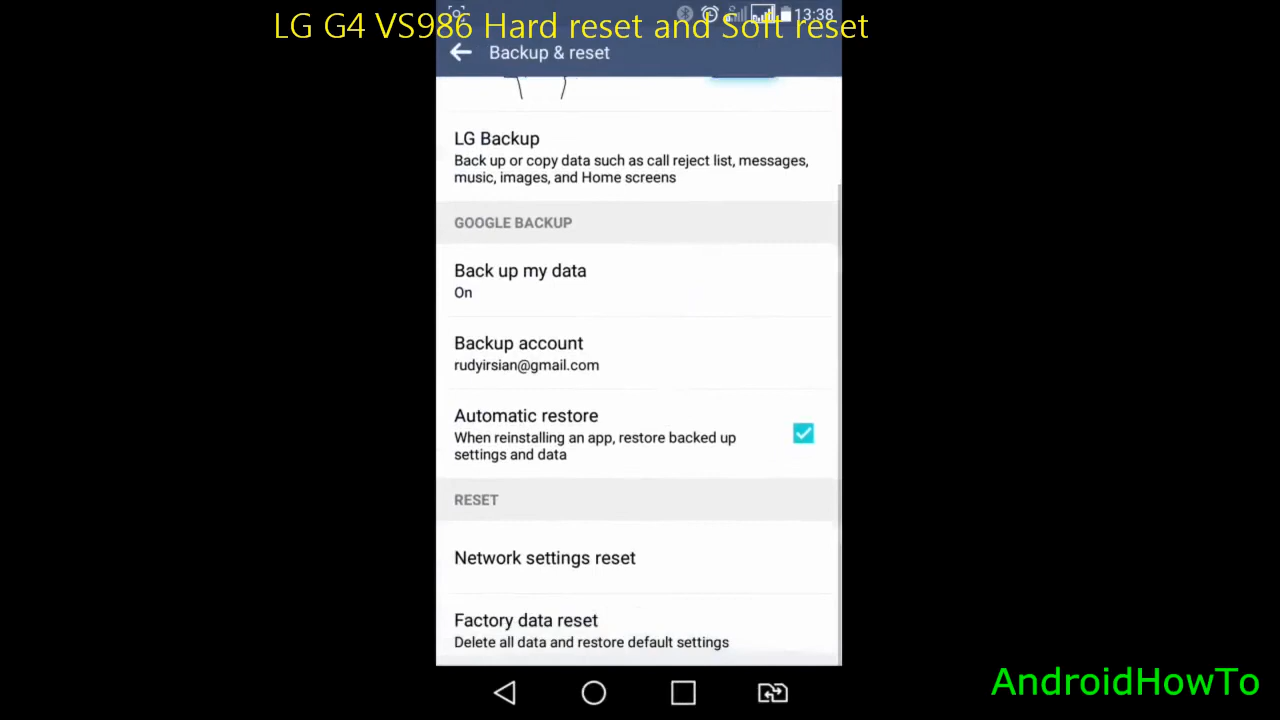 LG G4 VS986 Hard reset and Soft reset
13:38
Backup & reset
LG Backup
Back up or copy data such as call reject list, messages,
music, images, and Home screens
GOOGLE BACKUP
Back up my data
On
Backup account
rudyirsian@gmail.com
Automatic restore
When reinstalling an app, restore backed up
settings and data
RESET
Network settings reset
Factory data reset
Delete all data and restore default settings
AndroidHowTo